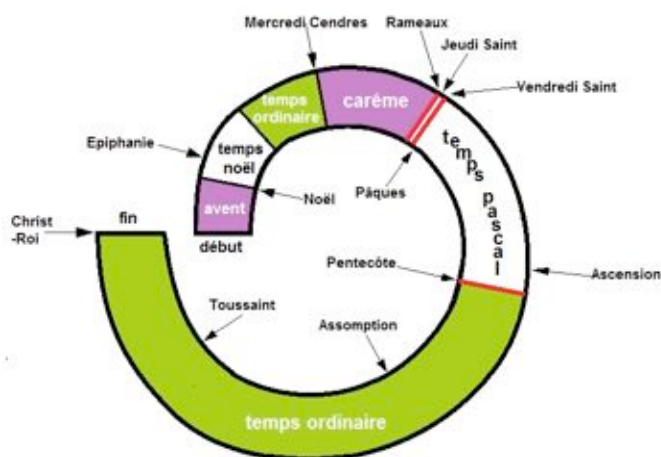 Mercredi Cendres
Rameaux
Jeudi Saint
Vendredi Saint
temps
ordinaire
carême
Epiphanie
temps
noël
temps pascal
Pâques
Noël
avent
début
fin
Christ
-Roi
Pentecôte
Ascension
Toussaint
Assomption
temps ordinaire